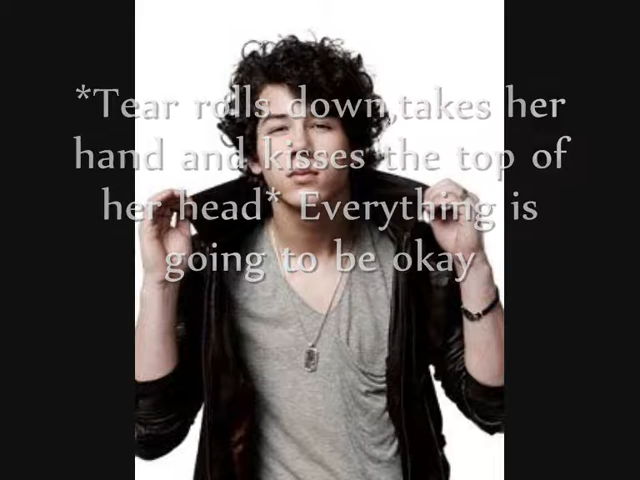 *Tear rolls down,takes her
hand and kisses the top of
her head* Everything is
going to be okay